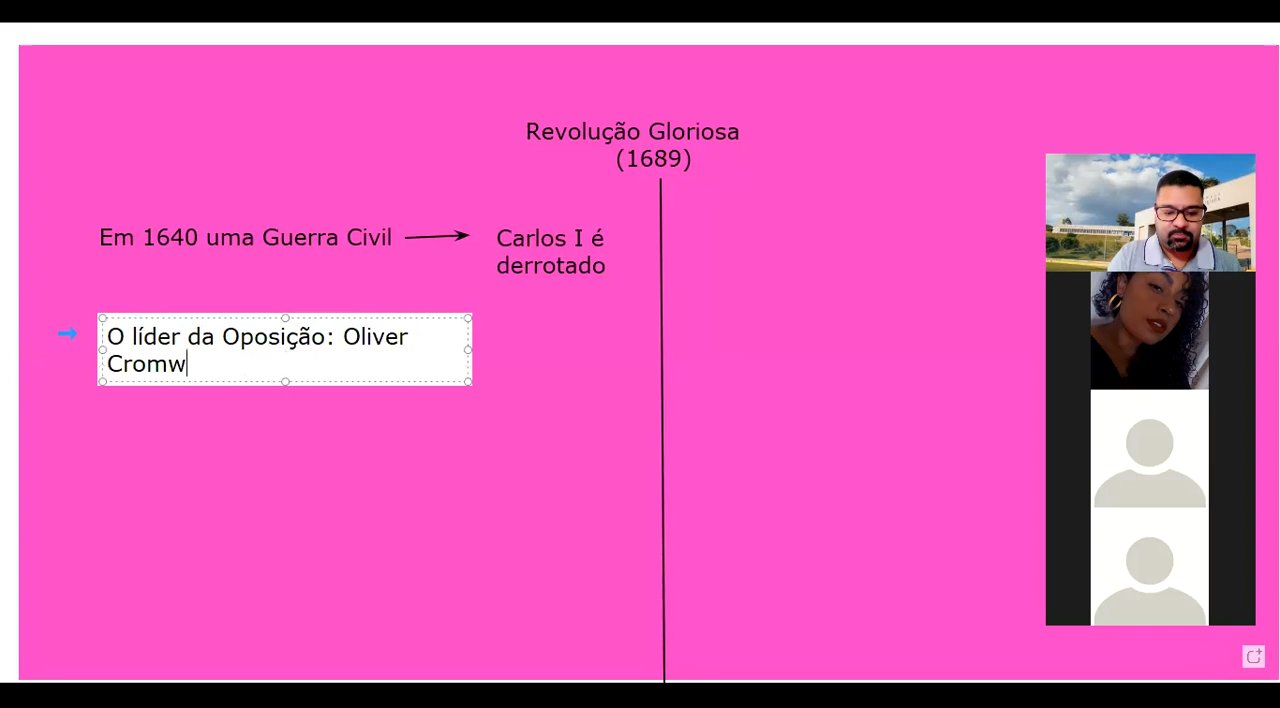 Revolução Gloriosa
(1689)
Em 1640 uma Guerra Civil
Carlos I é
derrotado
O líder da Oposição: Oliver
Cromw